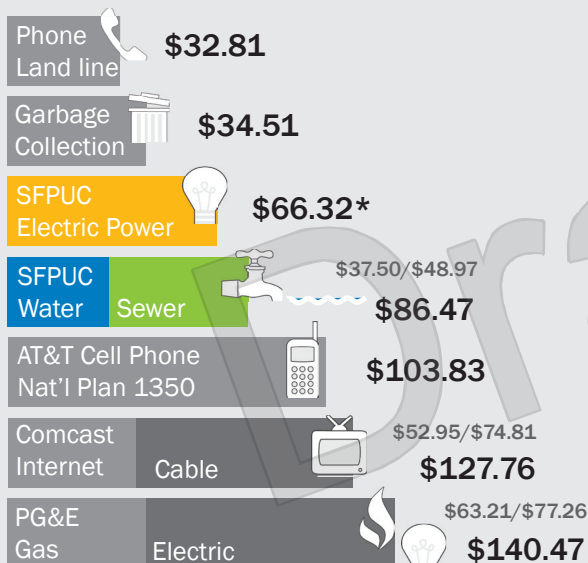 Phone
Land line
$32.81
Garbage
Collection
$34.51
SFPUC
Electric Power
$66.32*
SFPUC
Water Sewer
$37.50/$48.97
$86.47
AT&T Cell Phone
Nat'l Plan 1350
$103.83
Comcast
Internet Cable
$52.95/$74.81
$127.76
PG&E
Gas Electric
$63.21/$77.26
$140.47